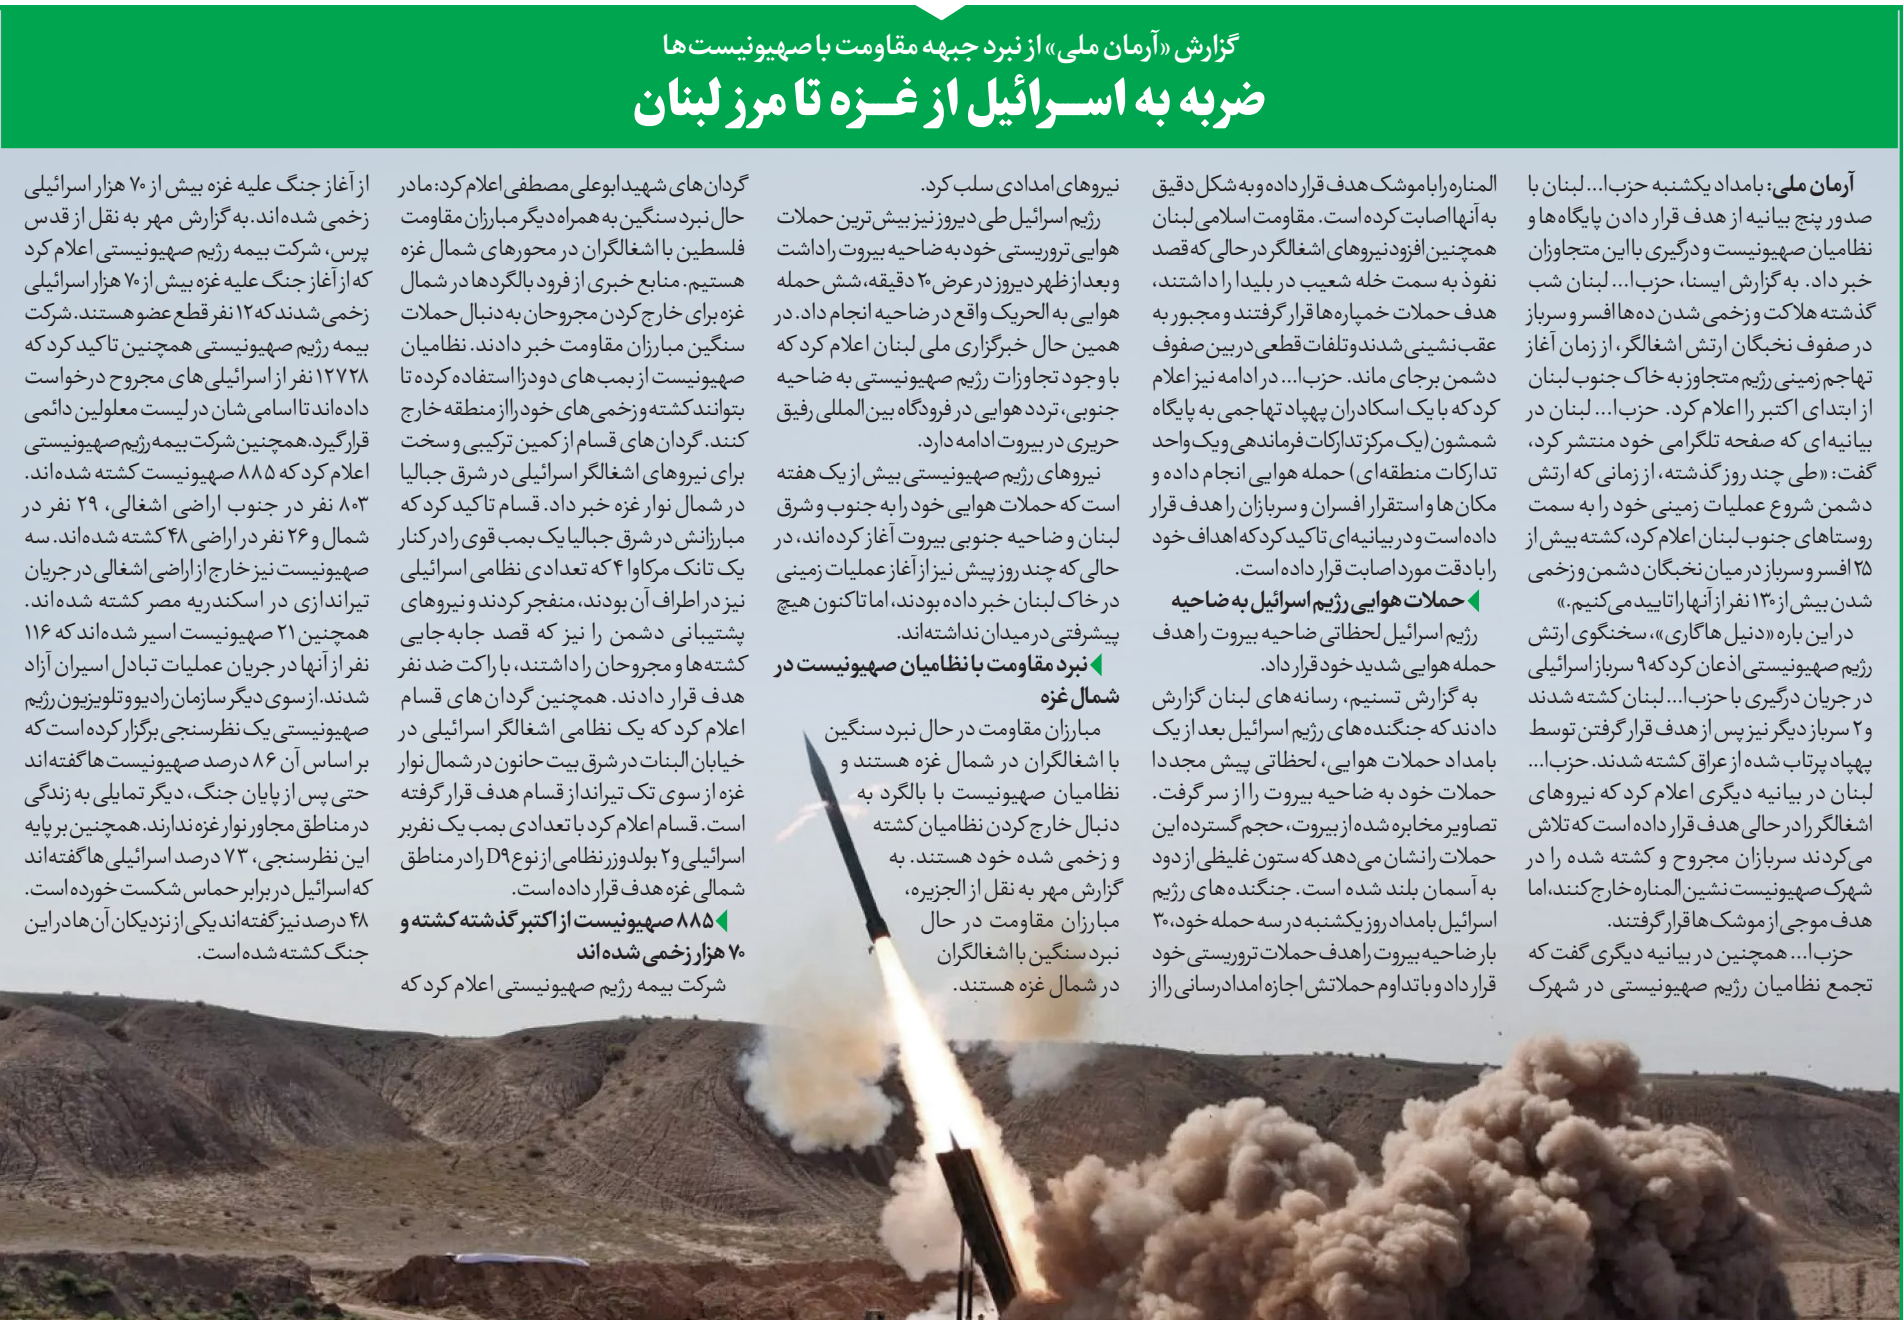 گزارش «آرمان ملی» از نبرد جبهه مقاومت با صهیونیست‌ها
ضربه به اسرائیل از غزه تا مرز لبنان
آرمان ملی: بامداد یکشنبه حزب‌ا... لبنان با
صدور پنج بیانیه از هدف قرار دادن پایگاه‌ها و
نظامیان صهیونیست و درگیری با این متجاوزان
خبر داد. به گزارش ایسنا، حزب‌ا... لبنان شب
گذشته هلاکت و زخمی شدن ده‌ها افسر و سرباز
در صفوف نخبگان ارتش اشغالگر، از زمان آغاز
تهاجم زمینی رژیم متجاوز به خاک جنوب لبنان
از ابتدای اکتبر را اعلام کرد. حزب‌ا... لبنان در
بیانیه‌ای که صفحه تلگرامی خود منتشر کرد،
گفت: «طی چند روز گذشته، از زمانی که ارتش
دشمن شروع عملیات زمینی خود را به سمت
روستاهای جنوب لبنان اعلام کرد، کشته بیش از
۲۵ افسر و سرباز در میان نخبگان دشمن و زخمی
شدن بیش از ۱۳۰ نفر از آنها را تایید می‌کنیم.»
در این باره «دنیل هاگاری»، سخنگوی ارتش
رژیم صهیونیستی اذعان کرد که ۹ سرباز اسرائیلی
در جریان درگیری با حزب‌ا... لبنان کشته شدند
و ۲ سرباز دیگر نیز پس از هدف قرار گرفتن توسط
پهپاد پرتاب شده از عراق کشته شدند. حزب‌ا...
لبنان در بیانیه دیگری اعلام کرد که نیروهای
اشغالگر را در حالی هدف قرار داده است که تلاش
می‌کردند سربازان مجروح و کشته شده را در
شهرک صهیونیست نشین المناره خارج کنند، اما
هدف موجی از موشک‌ها قرار گرفتند.
حزب‌ا... همچنین در بیانیه دیگری گفت که
تجمع نظامیان رژیم صهیونیستی در شهرک
المناره را با موشک هدف قرار داده و به شکل دقیق
به آنها اصابت کرده است. مقاومت اسلامی لبنان
همچنین افزود نیروهای اشغالگر در حالی که قصد
نفوذ به سمت خله شعیب در بلیدا را داشتند،
هدف حملات خمپاره‌ها قرار گرفتند و مجبور به
عقب نشینی شدند و تلفات قطعی در بین صفوف
دشمن برجای ماند. حزب‌ا... در ادامه نیز اعلام
کرد که با یک اسکادران پهپاد تهاجمی به پایگاه
شمشون (یک مرکز تدارکات فرماندهی و یک واحد
تدارکات منطقه‌ای) حمله هوایی انجام داده و
مکان‌ها و استقرار افسران و سربازان را هدف قرار
داده است و در بیانیه‌ای تاکید کرد که اهداف خود
را با دقت مورد اصابت قرار داده است.
حملات هوایی رژیم اسرائیل به ضاحیه
رژیم اسرائیل لحظاتی ضاحیه بیروت را هدف
حمله هوایی شدید خود قرار داد.
به گزارش تسنیم، رسانه‌های لبنان گزارش
دادند که جنگنده‌های رژیم اسرائیل بعد از یک
بامداد حملات هوایی، لحظاتی پیش مجددا
حملات خود به ضاحیه بیروت را از سر گرفت.
تصاویر مخابره شده از بیروت، حجم گسترده این
حملات را نشان می‌دهد که ستون غلیظی از دود
به آسمان بلند شده است. جنگنده‌های رژیم
اسرائیل بامداد روز یکشنبه در سه حمله خود، ۳۰
بار ضاحیه بیروت را هدف حملات تروریستی خود
قرار داد و با تداوم حملاتش اجازه امدادرسانی را از
نیروهای امدادی سلب کرد.
رژیم اسرائیل طی دیروز نیز بیش‌ترین حملات
هوایی تروریستی خود به ضاحیه بیروت را داشت
و بعد از ظهر دیروز در عرض ۲۰ دقیقه، شش حمله
هوایی به الحریک واقع در ضاحیه انجام داد. در
همین حال خبرگزاری ملی لبنان اعلام کرد که
با وجود تجاوزات رژیم صهیونیستی به ضاحیه
جنوبی، تردد هوایی در فرودگاه بین‌المللی رفیق
حریری در بیروت ادامه دارد.
نیروهای رژیم صهیونیستی بیش از یک هفته
است که حملات هوایی خود را به جنوب و شرق
لبنان و ضاحیه جنوبی بیروت آغاز کرده‌اند، در
حالی که چند روز پیش نیز از آغاز عملیات زمینی
در خاک لبنان خبر داده بودند، اما تاکنون هیچ
پیشرفتی در میدان نداشته‌اند.
نبرد مقاومت با نظامیان صهیونیست در
شمال غزه
مبارزان مقاومت در حال نبرد سنگین
با اشغالگران در شمال غزه هستند و
نظامیان صهیونیست با بالگرد به
دنبال خارج کردن نظامیان کشته
و زخمی شده خود هستند. به
گزارش مهر به نقل از الجزیره،
مبارزان مقاومت در حال
نبرد سنگین با اشغالگران
در شمال غزه هستند.
گردان‌های شهید ابوعلی مصطفی اعلام کرد: ما در
حال نبرد سنگین به همراه دیگر مبارزان مقاومت
فلسطین با اشغالگران در محورهای شمال غزه
هستیم. منابع خبری از فرود بالگردها در شمال
غزه برای خارج کردن مجروحان به دنبال حملات
سنگین مبارزان مقاومت خبر دادند. نظامیان
صهیونیست از بمب‌های دودزا استفاده کرده تا
بتوانند کشته و زخمی‌های خود را از منطقه خارج
کنند. گردان‌های قسام از کمین ترکیبی و سخت
برای نیروهای اشغالگر اسرائیلی در شرق جبالیا
در شمال نوار غزه خبر داد. قسام تاکید کرد که
مبارزانش در شرق جبالیا یک بمب قوی را در کنار
یک تانک مرکاوا ۴ که تعدادی نظامی اسرائیلی
نیز در اطراف آن بودند، منفجر کردند و نیروهای
پشتیبانی دشمن را نیز که قصد جابه‌جایی
کشته‌ها و مجروحان را داشتند، با راکت ضد نفر
هدف قرار دادند. همچنین گردان‌های قسام
اعلام کرد که یک نظامی اشغالگر اسرائیلی در
خیابان البنات در شرق بیت حانون در شمال نوار
غزه از سوی تک تیرانداز قسام هدف قرار گرفته
است. قسام اعلام کرد با تعدادی بمب یک نفربر
اسرائیلی و ۲ بولدوزر نظامی از نوع D۹ را در مناطق
شمالی غزه هدف قرار داده است.
۸۸۵ صهیونیست از اکتبر گذشته کشته و
۷۰ هزار زخمی شده‌اند
شرکت بیمه رژیم صهیونیستی اعلام کرد که
از آغاز جنگ علیه غزه بیش از ۷۰ هزار اسرائیلی
زخمی شده‌اند. به گزارش مهر به نقل از قدس
پرس، شرکت بیمه رژیم صهیونیستی اعلام کرد
که از آغاز جنگ علیه غزه بیش از ۷۰ هزار اسرائیلی
زخمی شدند که ۱۲ نفر قطع عضو هستند. شرکت
بیمه رژیم صهیونیستی همچنین تاکید کرد که
۱۲۷۲۸ نفر از اسرائیلی‌های مجروح درخواست
داده‌اند تا اسامی‌شان در لیست معلولین دائمی
قرار گیرد. همچنین شرکت بیمه رژیم صهیونیستی
اعلام کرد که ۸۸۵ صهیونیست کشته شده‌اند.
۸۰۳ نفر در جنوب اراضی اشغالی، ۲۹ نفر در
شمال و ۲۶ نفر در اراضی ۴۸ کشته شده‌اند. سه
صهیونیست نیز خارج از اراضی اشغالی در جریان
تیراندازی در اسکندریه مصر کشته شده‌اند.
همچنین ۲۱ صهیونیست اسیر شده‌اند که ۱۱۶
نفر از آنها در جریان عملیات تبادل اسیران آزاد
شدند. از سوی دیگر سازمان رادیو و تلویزیون رژیم
صهیونیستی یک نظرسنجی برگزار کرده است که
بر اساس آن ۸۶ درصد صهیونیست‌ها گفته‌اند
حتی پس از پایان جنگ، دیگر تمایلی به زندگی
در مناطق مجاور نوار غزه ندارند. همچنین بر پایه
این نظرسنجی، ۷۳ درصد اسرائیلی‌ها گفته‌اند
که اسرائیل در برابر حماس شکست خورده است.
۴۸ درصد نیز گفته‌اند یکی از نزدیکان آن‌ها در این
جنگ کشته شده است.